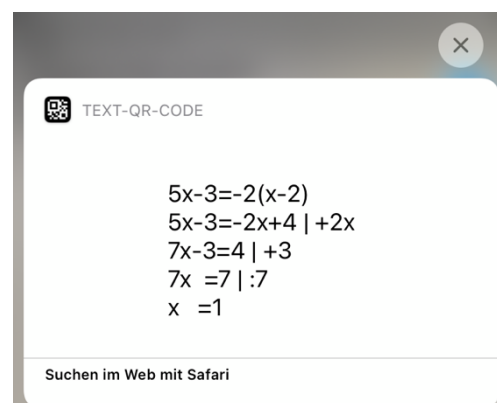 TEXT-QR-CODE
5x-3=-2(x-2)
5x-3=-2x+4 | +2x
7x-3=4 | +3
7x  =7 | :7
x   =1
Suchen im Web mit Safari